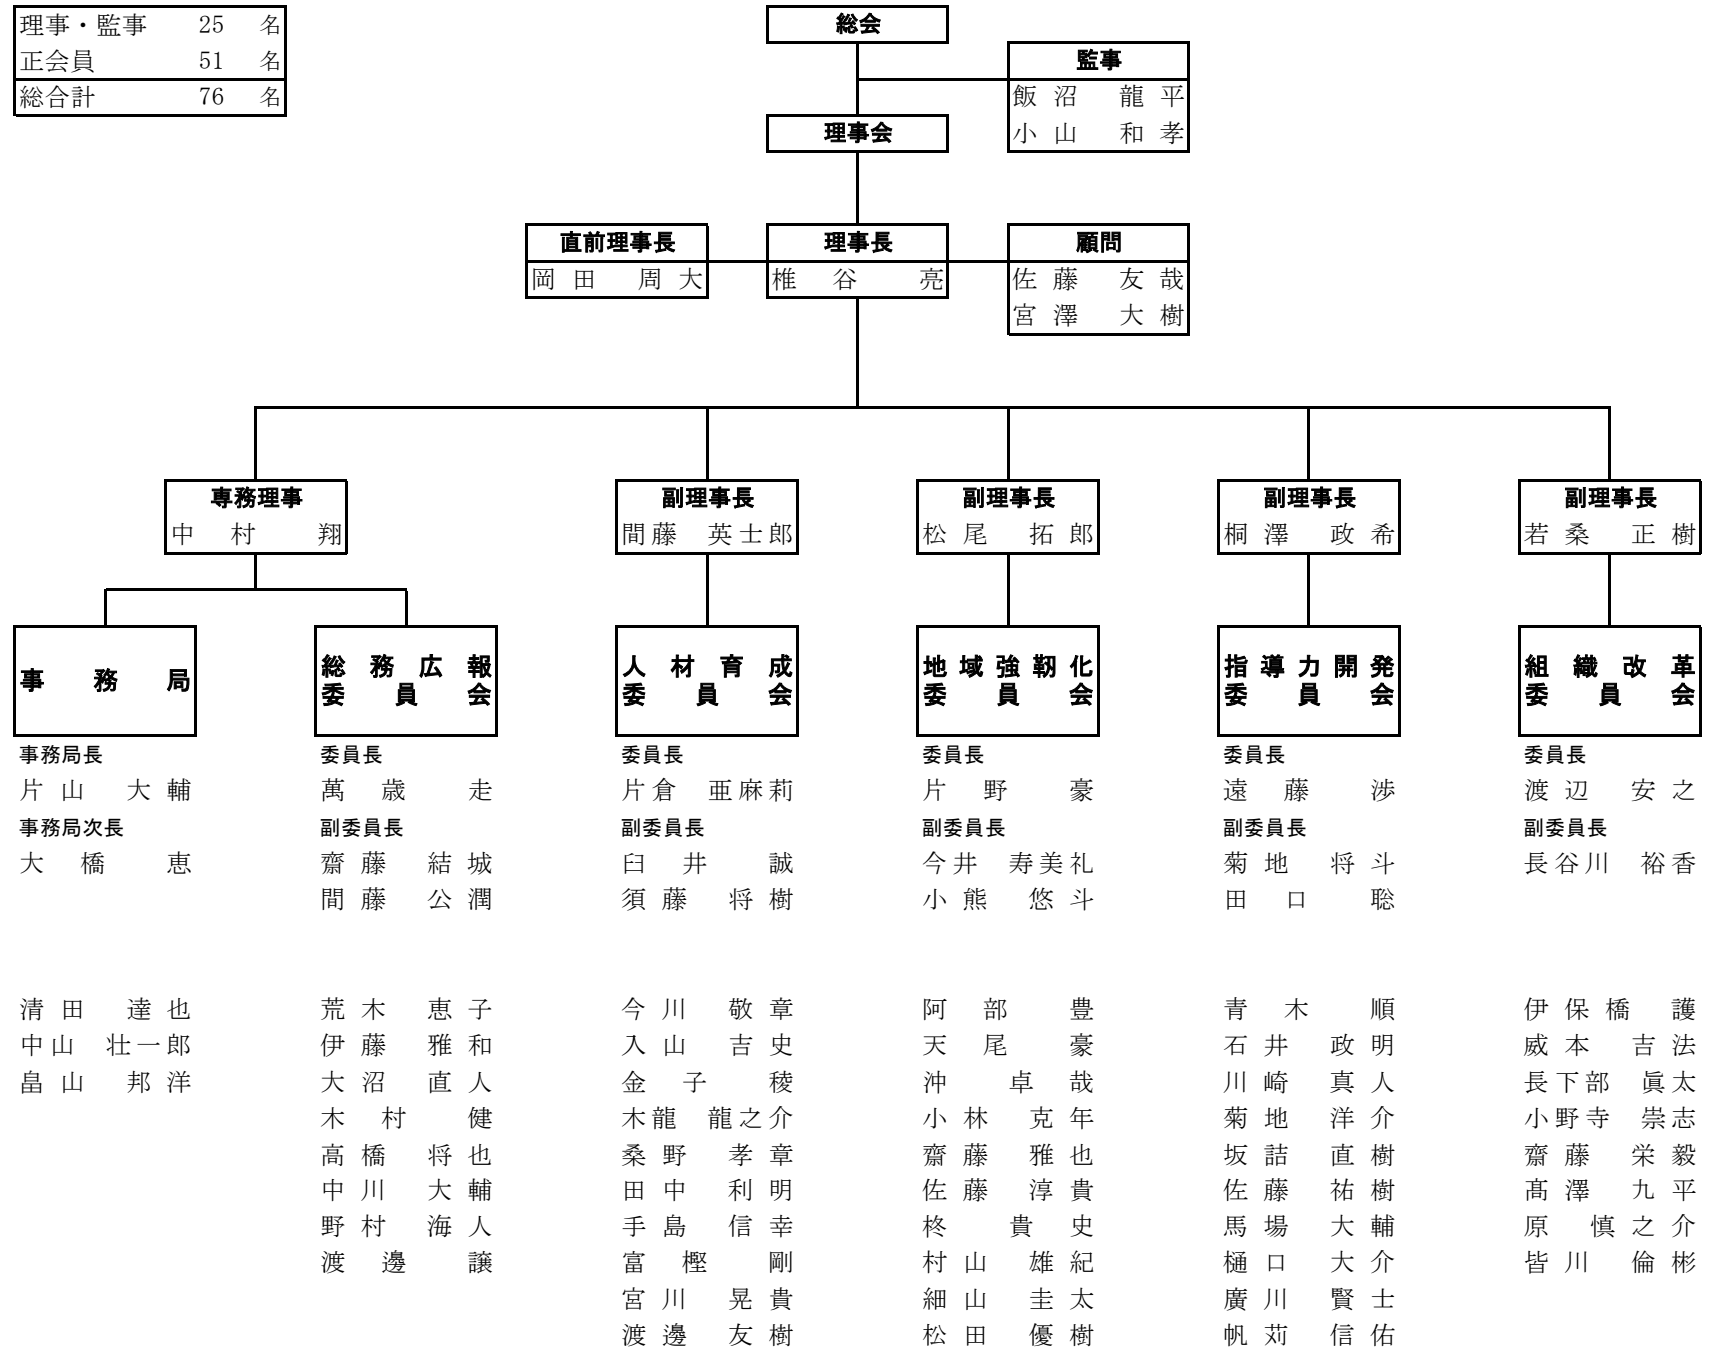 理事・監事 25 名
正会員 51 名
総合計 76 名
総会
監事
飯沼 龍平
小山 和孝
理事会
直前理事長
岡田 周大
理事長
椎谷 亮
顧問
佐藤 友哉
宮澤 大樹
専務理事
中村 翔
副理事長
間藤 英士郎
副理事長
松尾 拓郎
副理事長
桐澤 政希
副理事長
若桑 正樹
事務局
事務局長
片山 大輔
事務局次長
大橋 恵
清田 達也
中山 壮一郎
畠山 邦洋
総務広報
委員会
委員長
萬歳 走
副委員長
齋藤 結城
間藤 公潤
荒木 恵子
伊藤 雅和
大沼 直人
木村 健
高橋 将也
中川 大輔
野村 海人
渡邊 譲
人材育成
委員会
委員長
片倉 亜麻莉
副委員長
臼井 誠
須藤 将樹
今川 敬章
入山 吉史
金子 稜
木龍 龍之介
桑野 孝章
田中 利明
手島 信幸
富樫 剛
宮川 晃貴
渡邊 友樹
地域強靭化
委員会
委員長
片野 豪
副委員長
今井 寿美礼
小熊 悠斗
阿部 豊
天尾 豪
沖 卓哉
小林 克年
齋藤 雅也
佐藤 淳貴
柊 貴史
村山 雄紀
細山 圭太
松田 優樹
指導力開発
委員会
委員長
遠藤 渉
副委員長
菊地 将斗
田口 聡
青木 順
石井 政明
川崎 真人
菊地 洋介
坂詰 直樹
佐藤 祐樹
馬場 大輔
樋口 大介
廣川 賢士
帆苅 信佑
組織改革
委員会
委員長
渡辺 安之
副委員長
長谷川 裕香
伊保橋 護
威本 吉法
長下部 眞太
小野寺 崇志
齋藤 栄毅
髙澤 九平
原 慎之介
皆川 倫彬